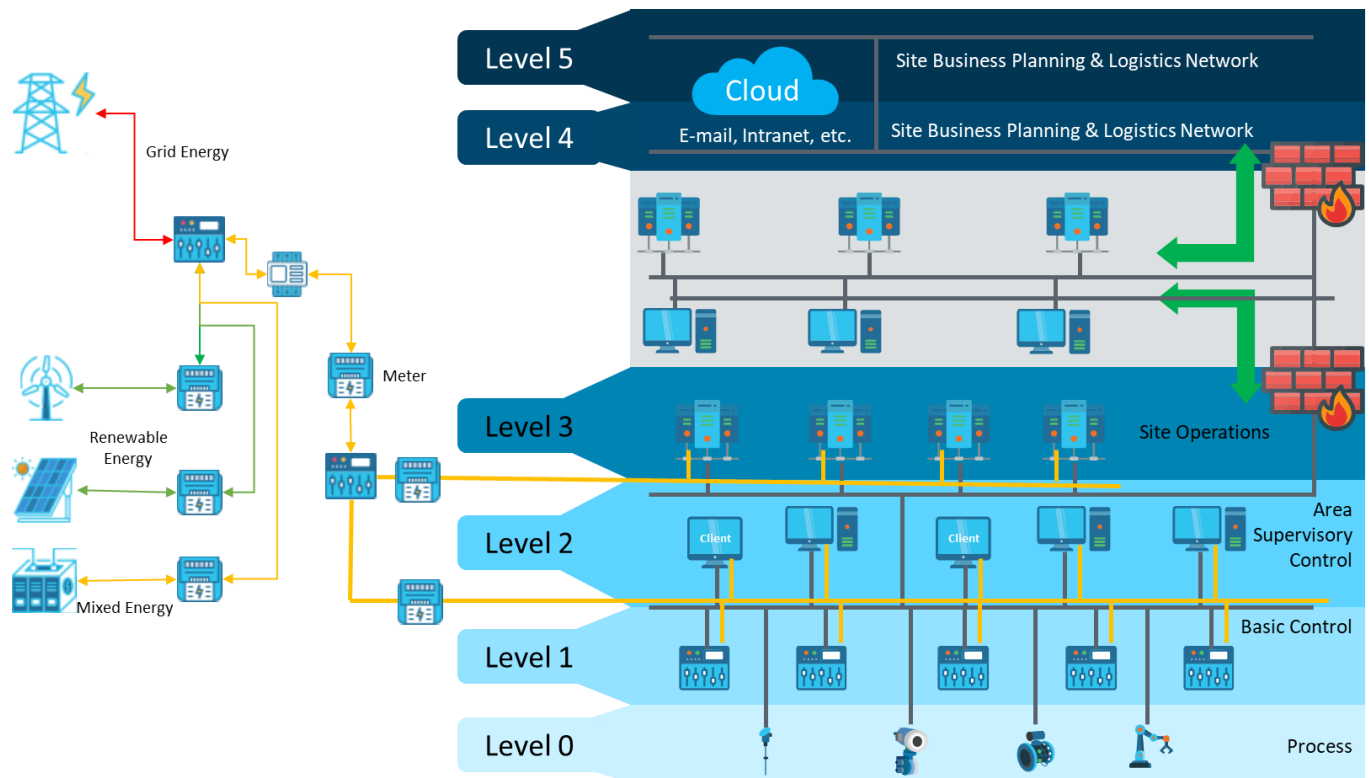 Level 5
Site Business Planning & Logistics Network
Cloud
Level 4
E-mail, Intranet, etc.
Site Business Planning & Logistics Network
Grid Energy
Meter
Level 3
Site Operations
Renewable
Energy
Level 2
Client
Client
Area
Supervisory
Control
Mixed Energy
Basic Control
Level 1
Level 0
Process